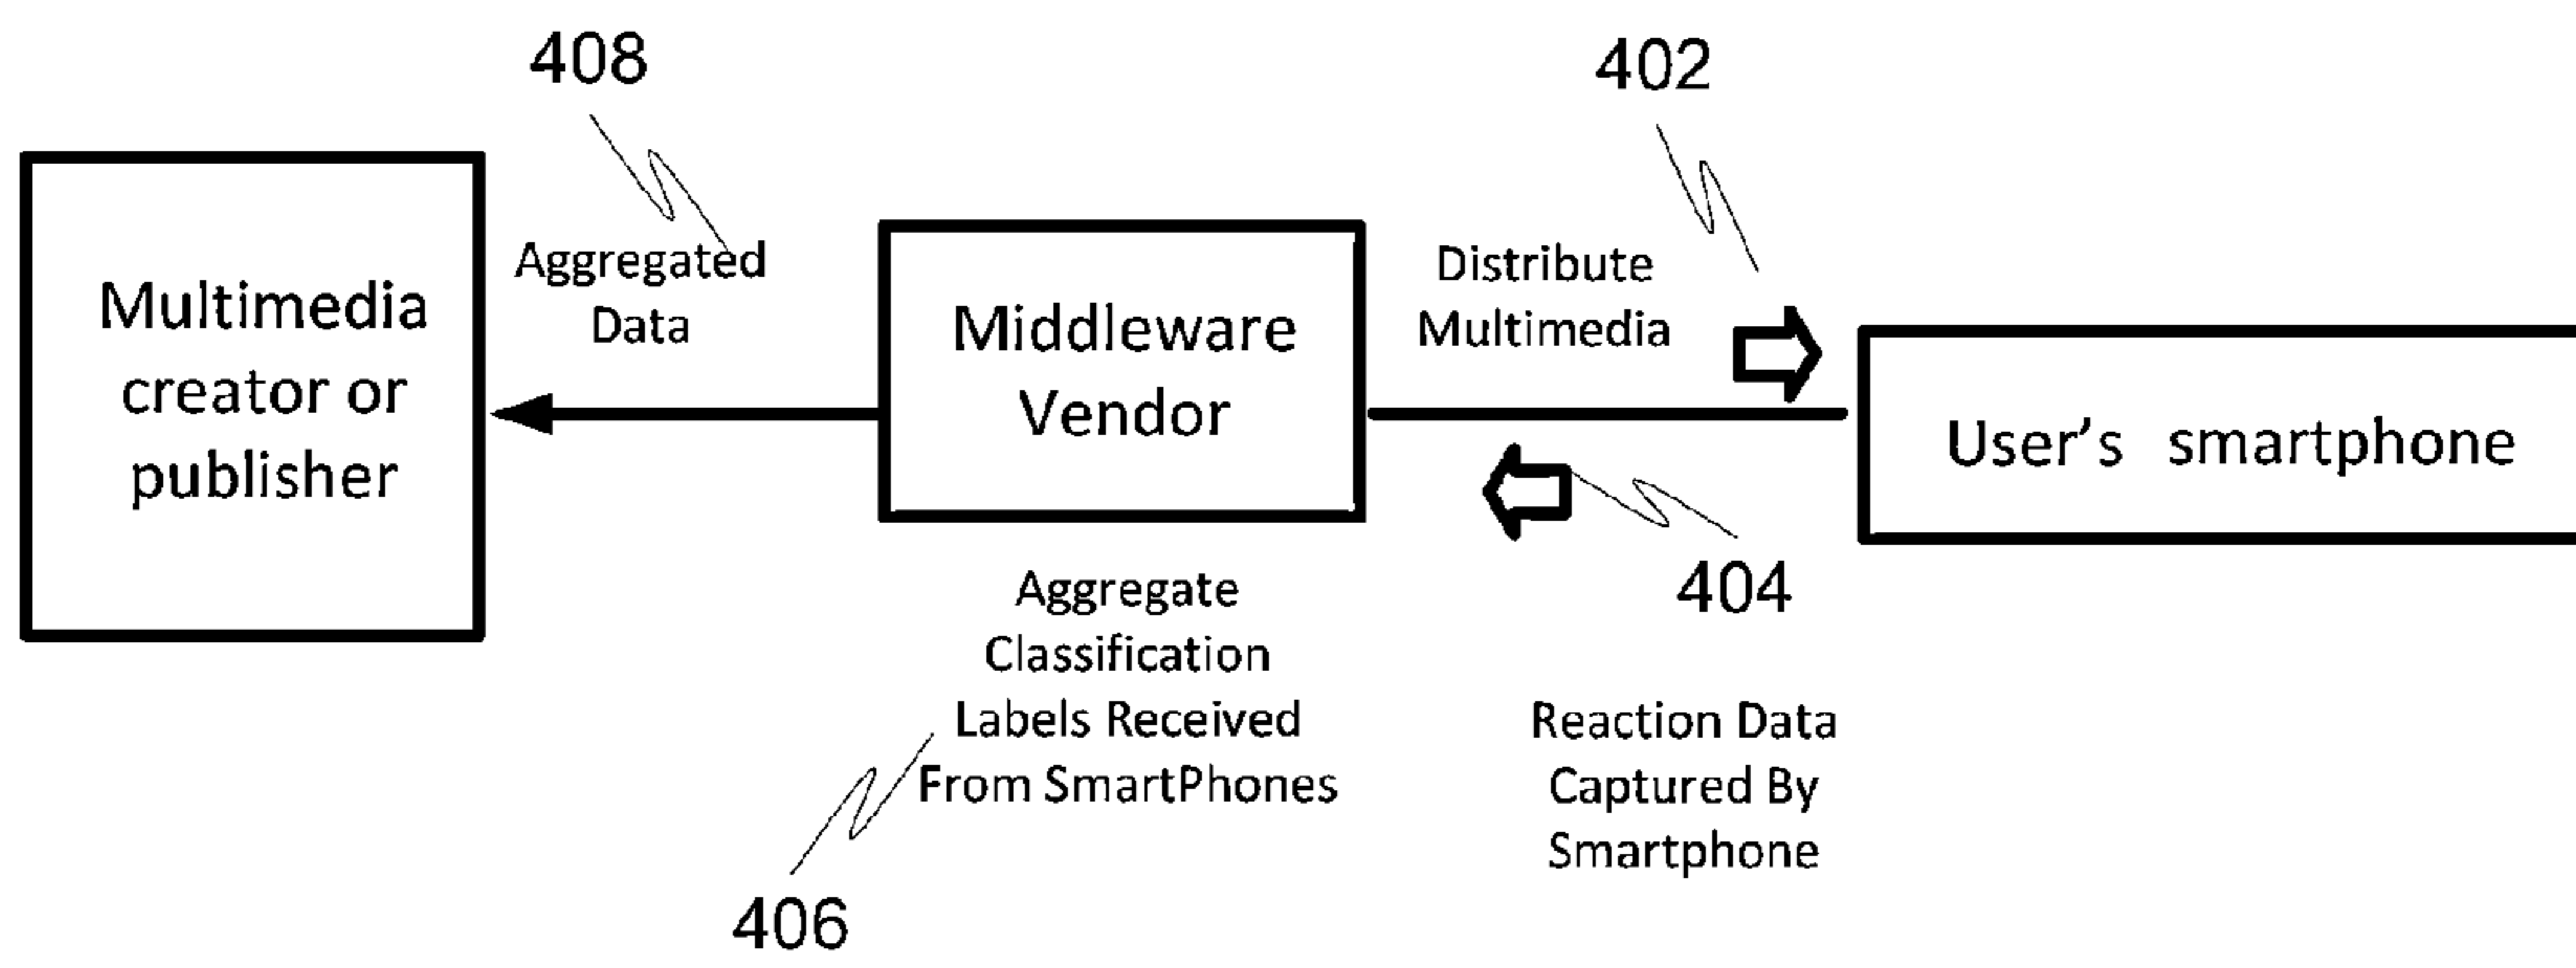 408
402
Multimedia
creator or
publisher
Aggregated
Data
Middleware
Vendor
Distribute
Multimedia
User's smartphone
404
Aggregate
Classification
Labels Received
From SmartPhones
Reaction Data
Captured By
Smartphone
406